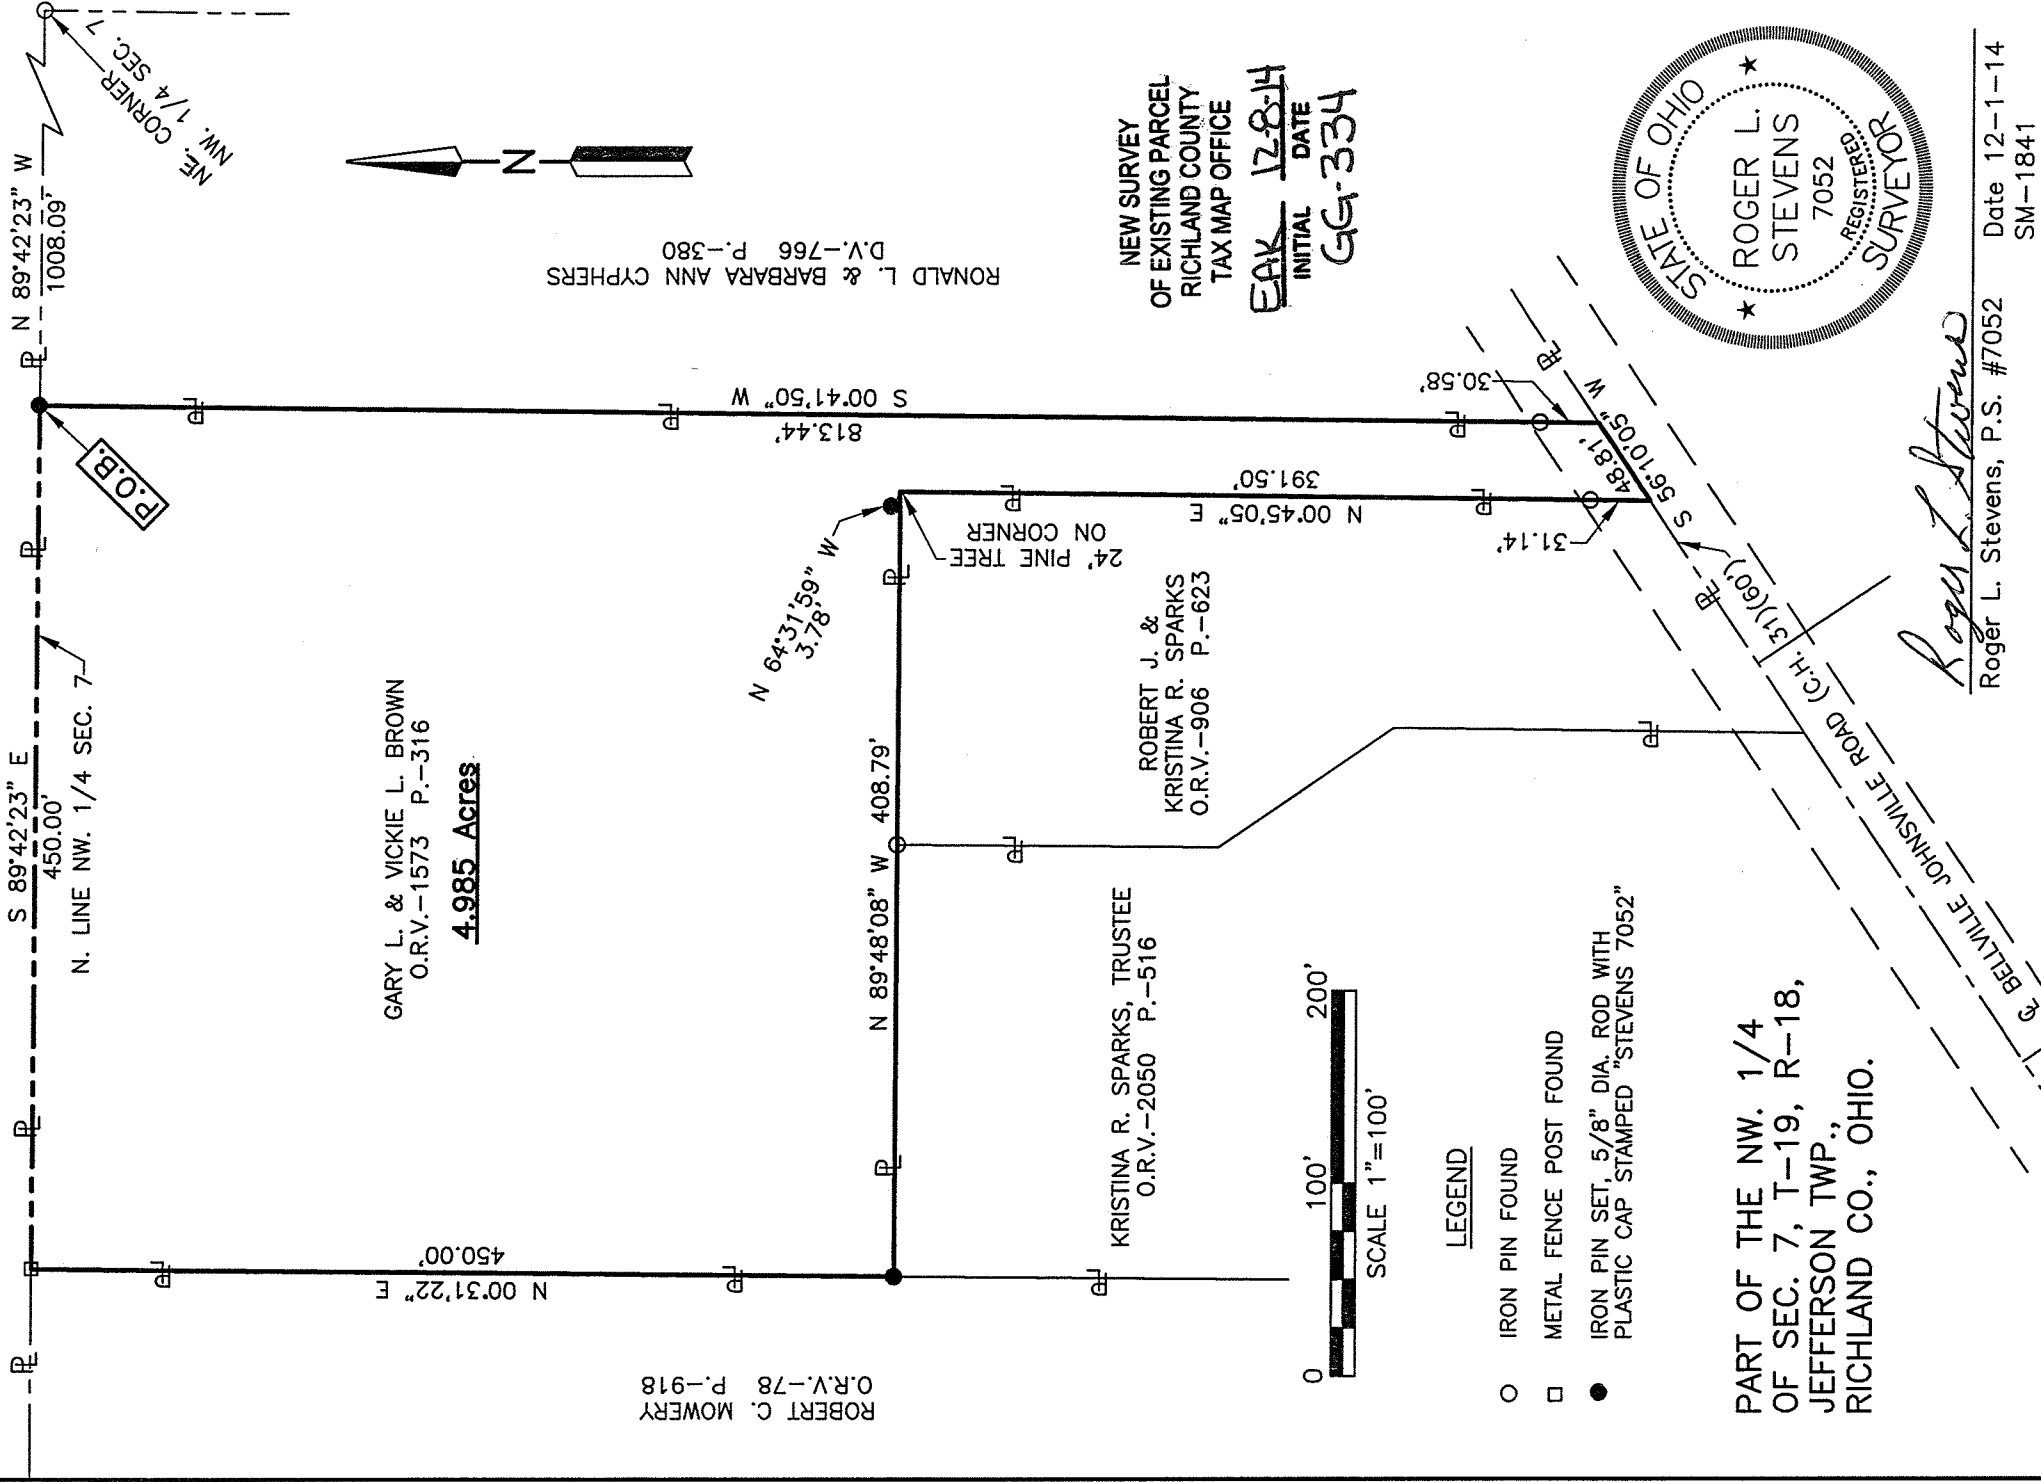 N 89°42'23" W
1008.09'
NE. CORNER
NW. 1/4 SEC. 7
S 89°42'23" E
450.00'
N. LINE NW. 1/4 SEC. 7
P.O.B.
N
RONALD L. & BARBARA ANN CYPHERS
D.V.-766 P.-380
GARY L. & VICKIE L. BROWN
O.R.V.-1573 P.-316
4.985 Acres
S 00°41'50" W
813.44'
N 00°31'22" E
450.00'
ROBERT C. MOWERY
O.R.V.-78 P.-918
N 89°48'08" W 408.79'
N 64°31'59" W
3.78'
24' PINE TREE
ON CORNER
N 00°45'05" E
391.50'
30.58'
31.14'
48.81'
S 56°10'05" W
ROBERT J. &
KRISTINA R. SPARKS
O.R.V.-906 P.-623
KRISTINA R. SPARKS, TRUSTEE
O.R.V.-2050 P.-516
℄ BELLVILLE JOHNSVILLE ROAD (C.H. 31)(60')
NEW SURVEY
OF EXISTING PARCEL
RICHLAND COUNTY
TAX MAP OFFICE
EAK 12-8-14
INITIAL DATE
GG-334
0 100' 200'
SCALE 1"=100'
LEGEND
IRON PIN FOUND
METAL FENCE POST FOUND
IRON PIN SET, 5/8" DIA. ROD WITH
PLASTIC CAP STAMPED "STEVENS 7052"
PART OF THE NW. 1/4
OF SEC. 7, T-19, R-18,
JEFFERSON TWP.,
RICHLAND CO., OHIO.
STATE OF OHIO
ROGER L.
STEVENS
7052
REGISTERED
SURVEYOR
Roger L. Stevens
Roger L. Stevens, P.S. #7052 Date 12-1-14
SM-1841